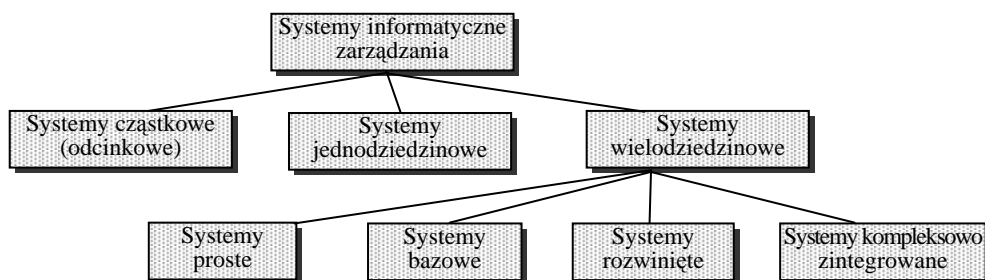 Systemy informatyczne
zarządzania
Systemy cząstkowe
(odcinkowe)
Systemy
jednodziedzinowe
Systemy
wielodziedzinowe
Systemy
proste
Systemy
bazowe
Systemy
rozwinięte
Systemy kompleksowo
zintegrowane